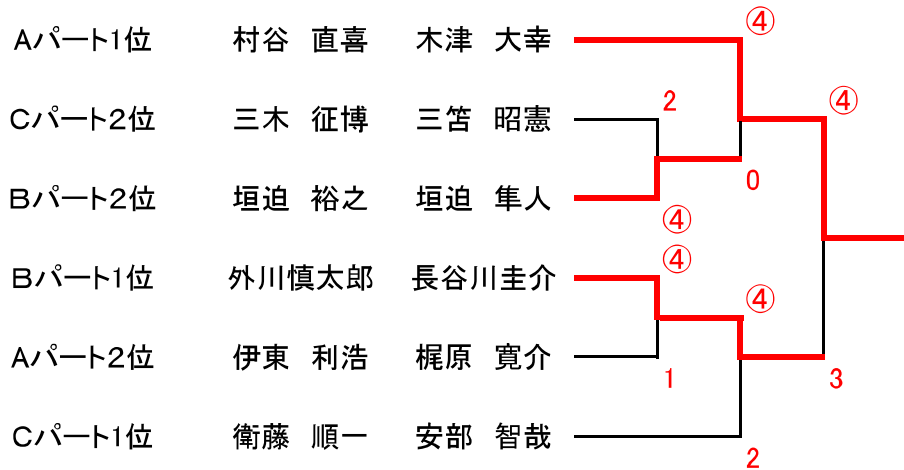 ④
Aパート1位 村谷 直喜 木津 大幸
2 ④
Cパート2位 三木 征博 三笘 昭憲
0
Bパート2位 垣迫 裕之 垣迫 隼人
④
④
Bパート1位 外川慎太郎 長谷川圭介
④
Aパート2位 伊東 利浩 梶原 寛介
1 3
Cパート1位 衛藤 順一 安部 智哉
2